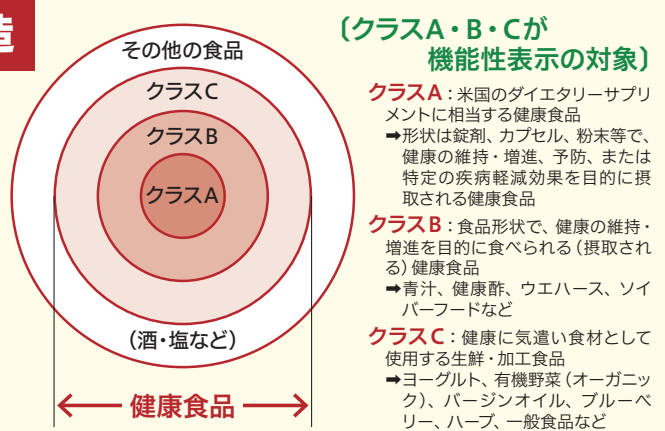 造
その他の食品
クラスC
クラスB
クラスA
(酒・塩など)
健康食品
〔クラスA・B・Cが
機能性表示の対象〕
クラスA：米国のダイエタリーサプリ
メントに相当する健康食品
➡形状は錠剤、カプセル、粉末等で、
健康の維持・増進、予防、または
特定の疾病軽減効果を目的に摂
取される健康食品
クラスB：食品形状で、健康の維持・
増進を目的に食べられる(摂取され
る)健康食品
➡青汁、健康酢、ウエハース、ソイ
バーフードなど
クラスC：健康に気遣い食材として
使用する生鮮・加工食品
➡ヨーグルト、有機野菜(オーガニッ
ク)、バージンオイル、ブルーベ
リー、ハーブ、一般食品など